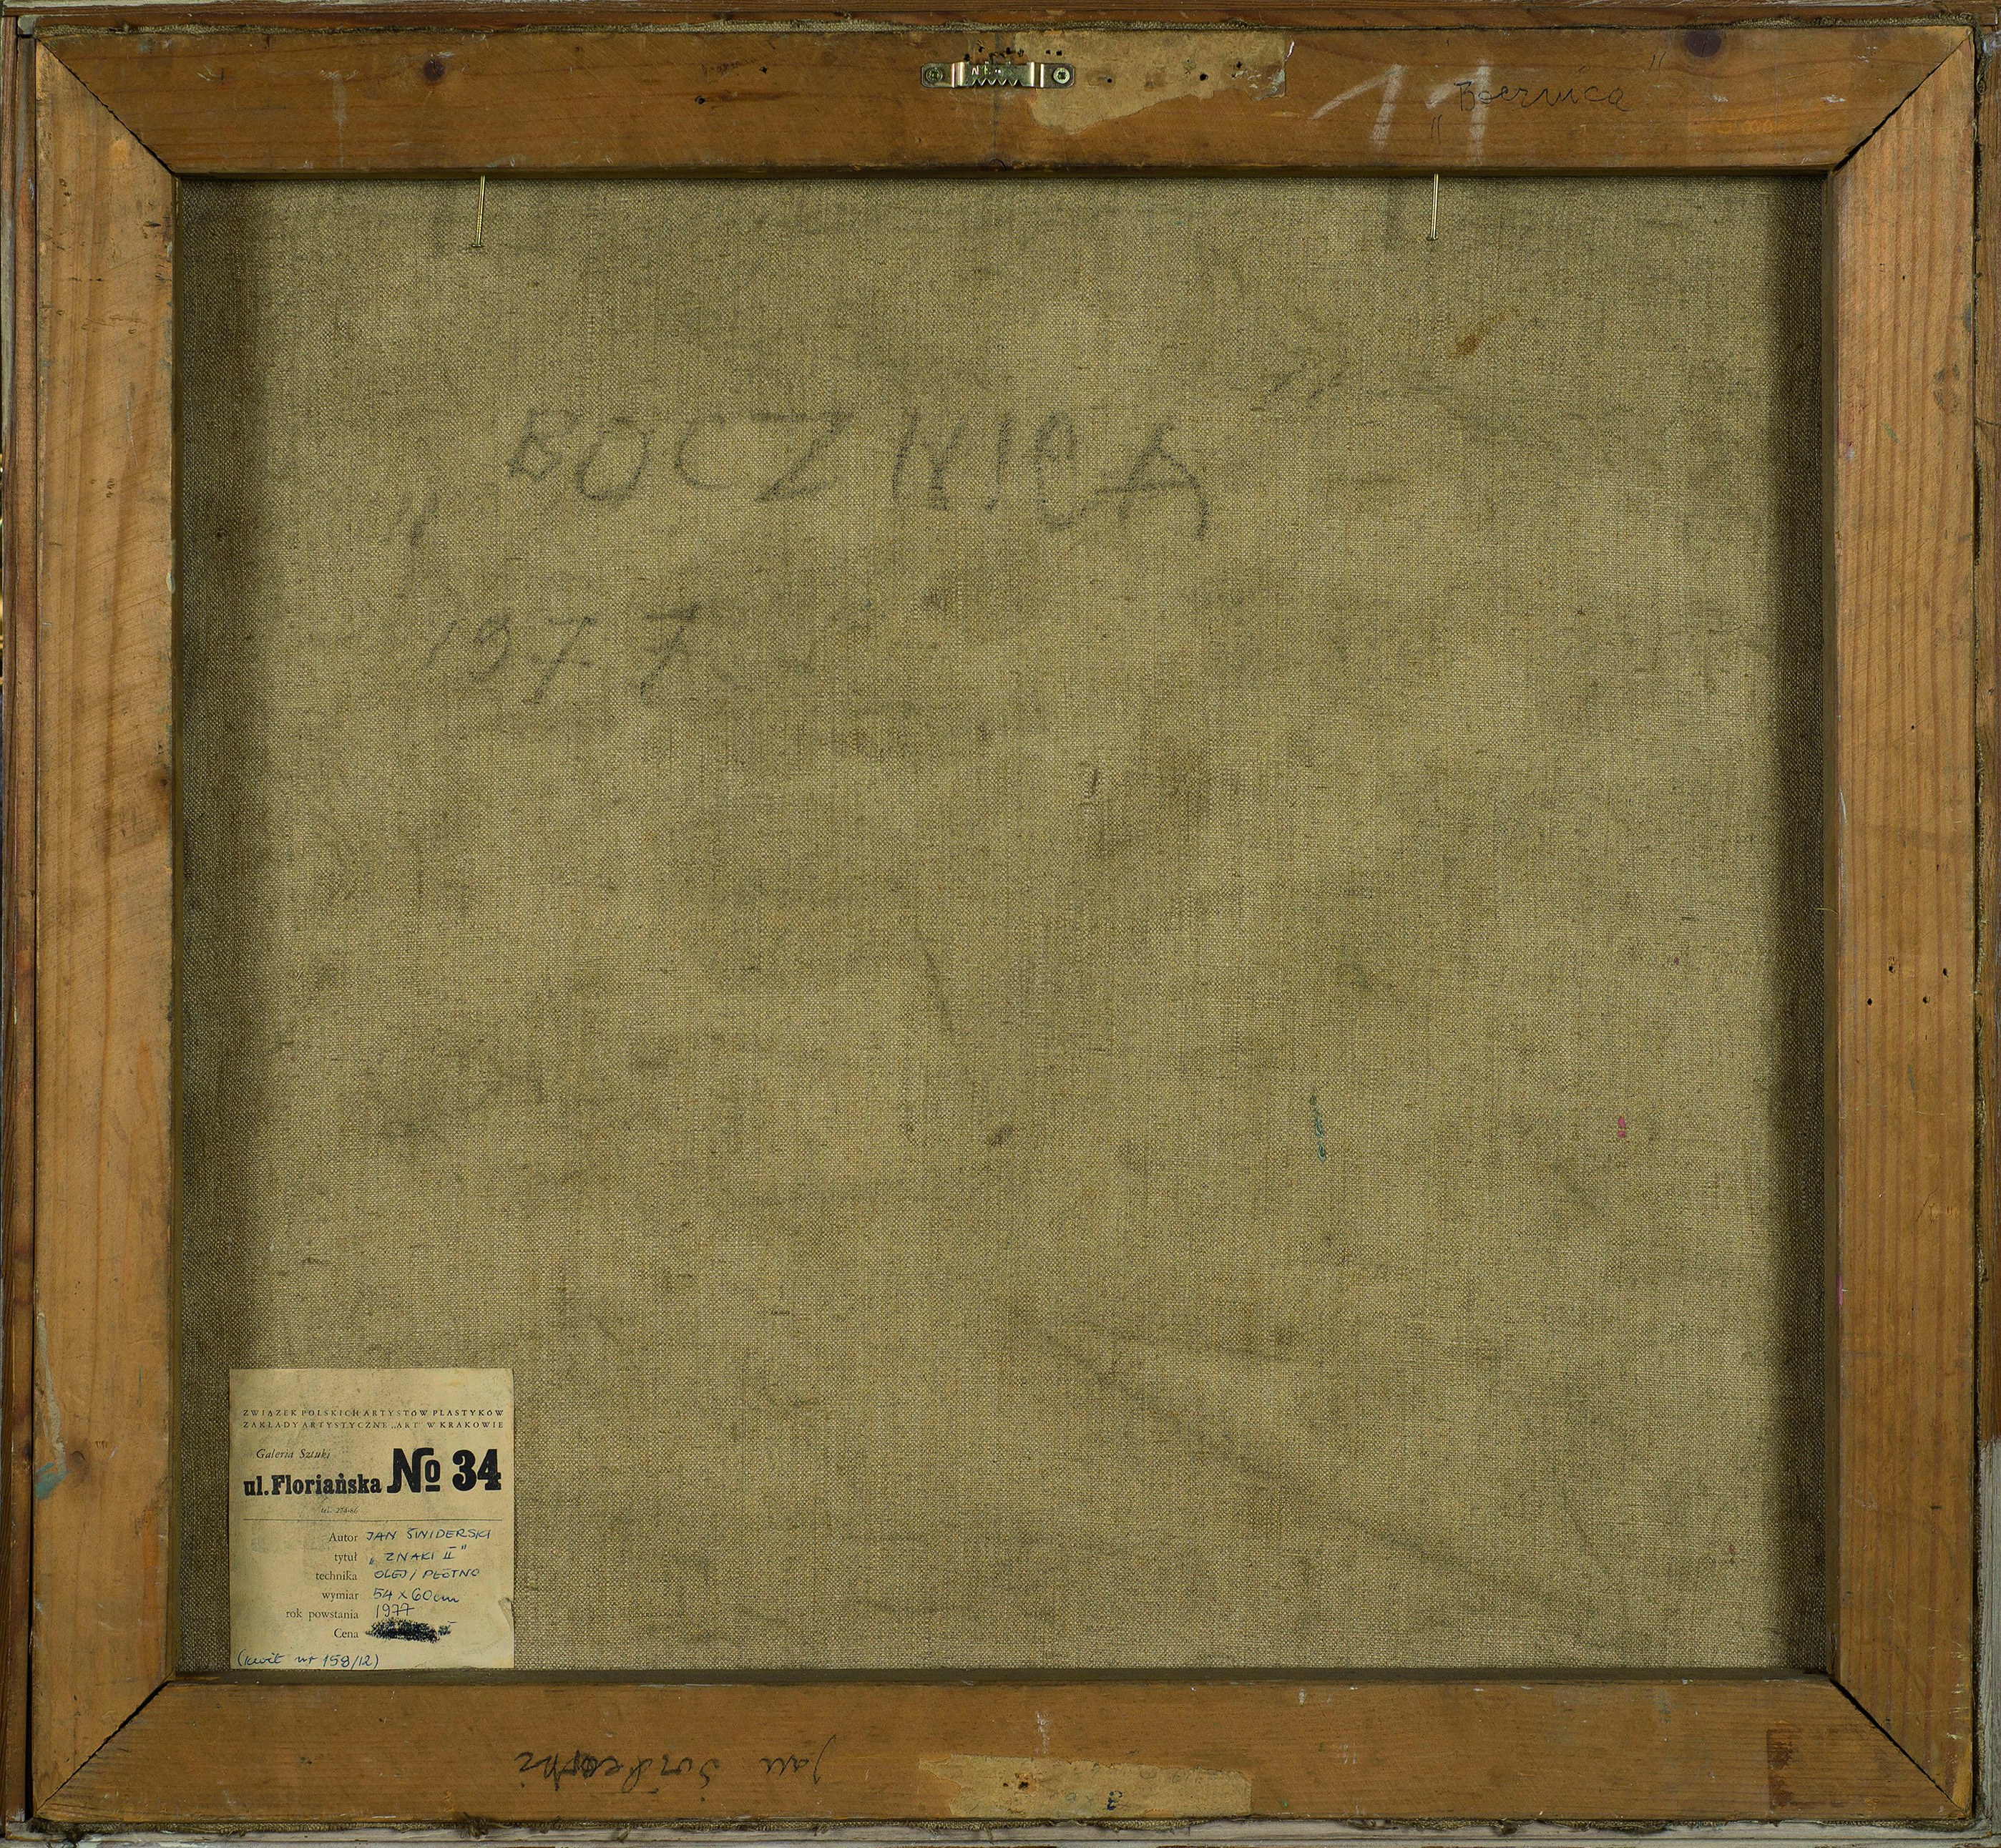 11
„Bocznica”
„BOCZNICA”
1977
ZWIĄZEK POLSKICH ARTYSTÓW PLASTYKÓW
ZAKŁADY ARTYSTYCZNE „ART” W KRAKOWIE
Galeria Sztuki
ul. Floriańska No 34
Autor JAN ŚWIDERSKI
tytuł „ZNAKI II”
technika OLEJ / PŁÓTNO
wymiar 54 x 60 cm
rok powstania 1977
Cena
(kwit nr 158/12)
Jan Świderski